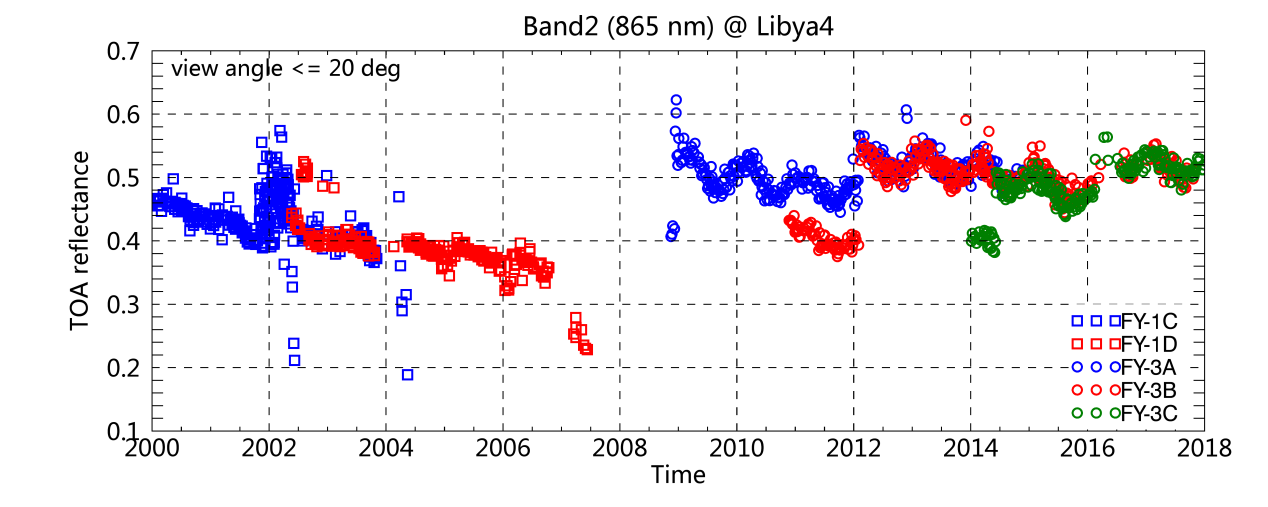 Band2 (865 nm) @ Libya4
view angle <= 20 deg
TOA reflectance
0.7
0.6
0.5
0.4
0.3
0.2
0.1
FY-1C
FY-1D
FY-3A
FY-3B
FY-3C
2000 2002 2004 2006 2008 2010 2012 2014 2016 2018
Time